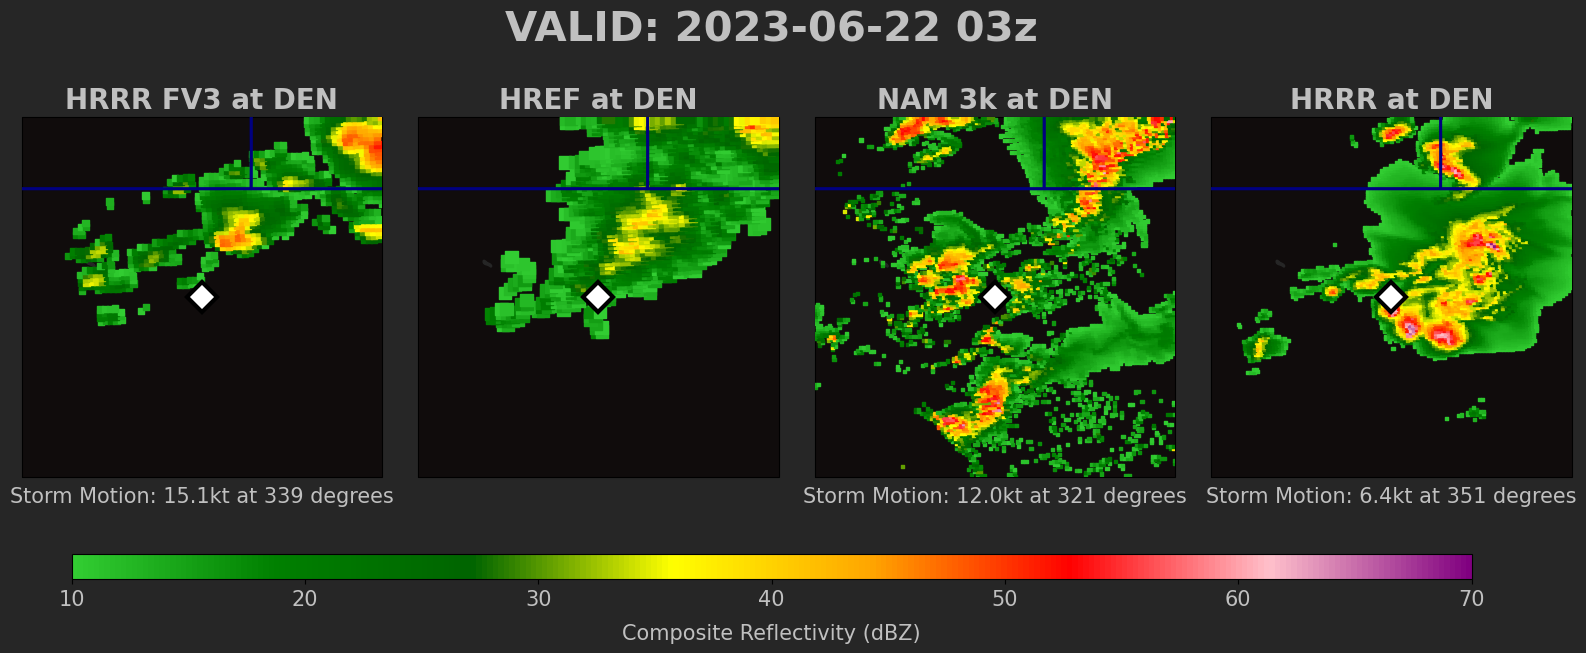 VALID: 2023-06-22 03z
HRRR FV3 at DEN
HREF at DEN
NAM 3k at DEN
HRRR at DEN
Storm Motion: 15.1kt at 339 degrees
Storm Motion: 12.0kt at 321 degrees
Storm Motion: 6.4kt at 351 degrees
10 20 30 40 50 60 70
Composite Reflectivity (dBZ)